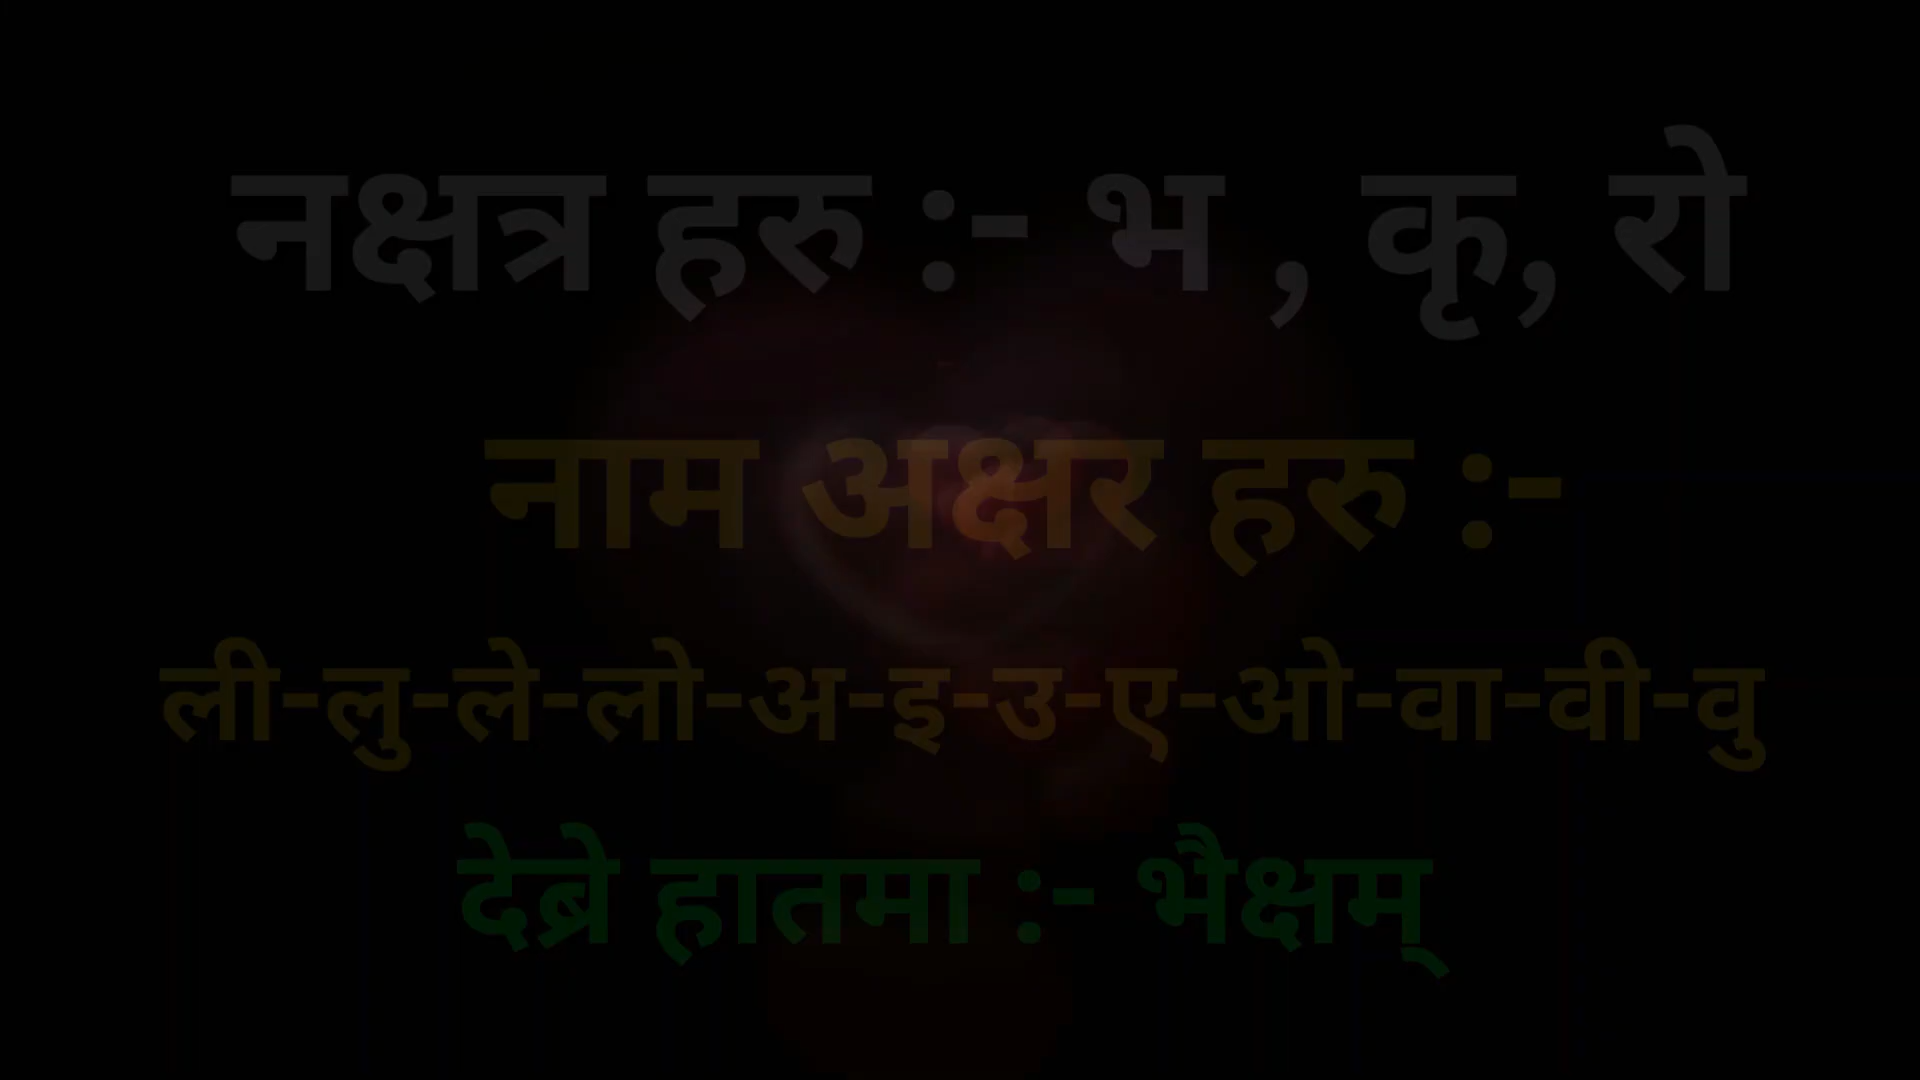 नक्षत्र हरु :- भ , कृ, रो
नाम अक्षर हरु :-
ली-लु-ले-लो-अ-इ-उ-ए-ओ-वा-वी-वु
देब्रे हातमा :- भैक्षम्